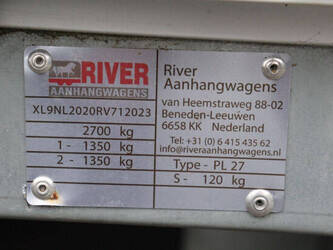 RIVER
AANHANGWAGENS
XL9NL2020RV712023
2700 kg
1 - 1350 kg
2 - 1350 kg
River
Aanhangwagens
van Heemstraweg 88-02
Beneden-Leeuwen
6658 KK Nederland
Tel: +31 (0) 6 415 435 62
info@riveraanhangwagens.nl
Type - PL 27
S - 120 kg